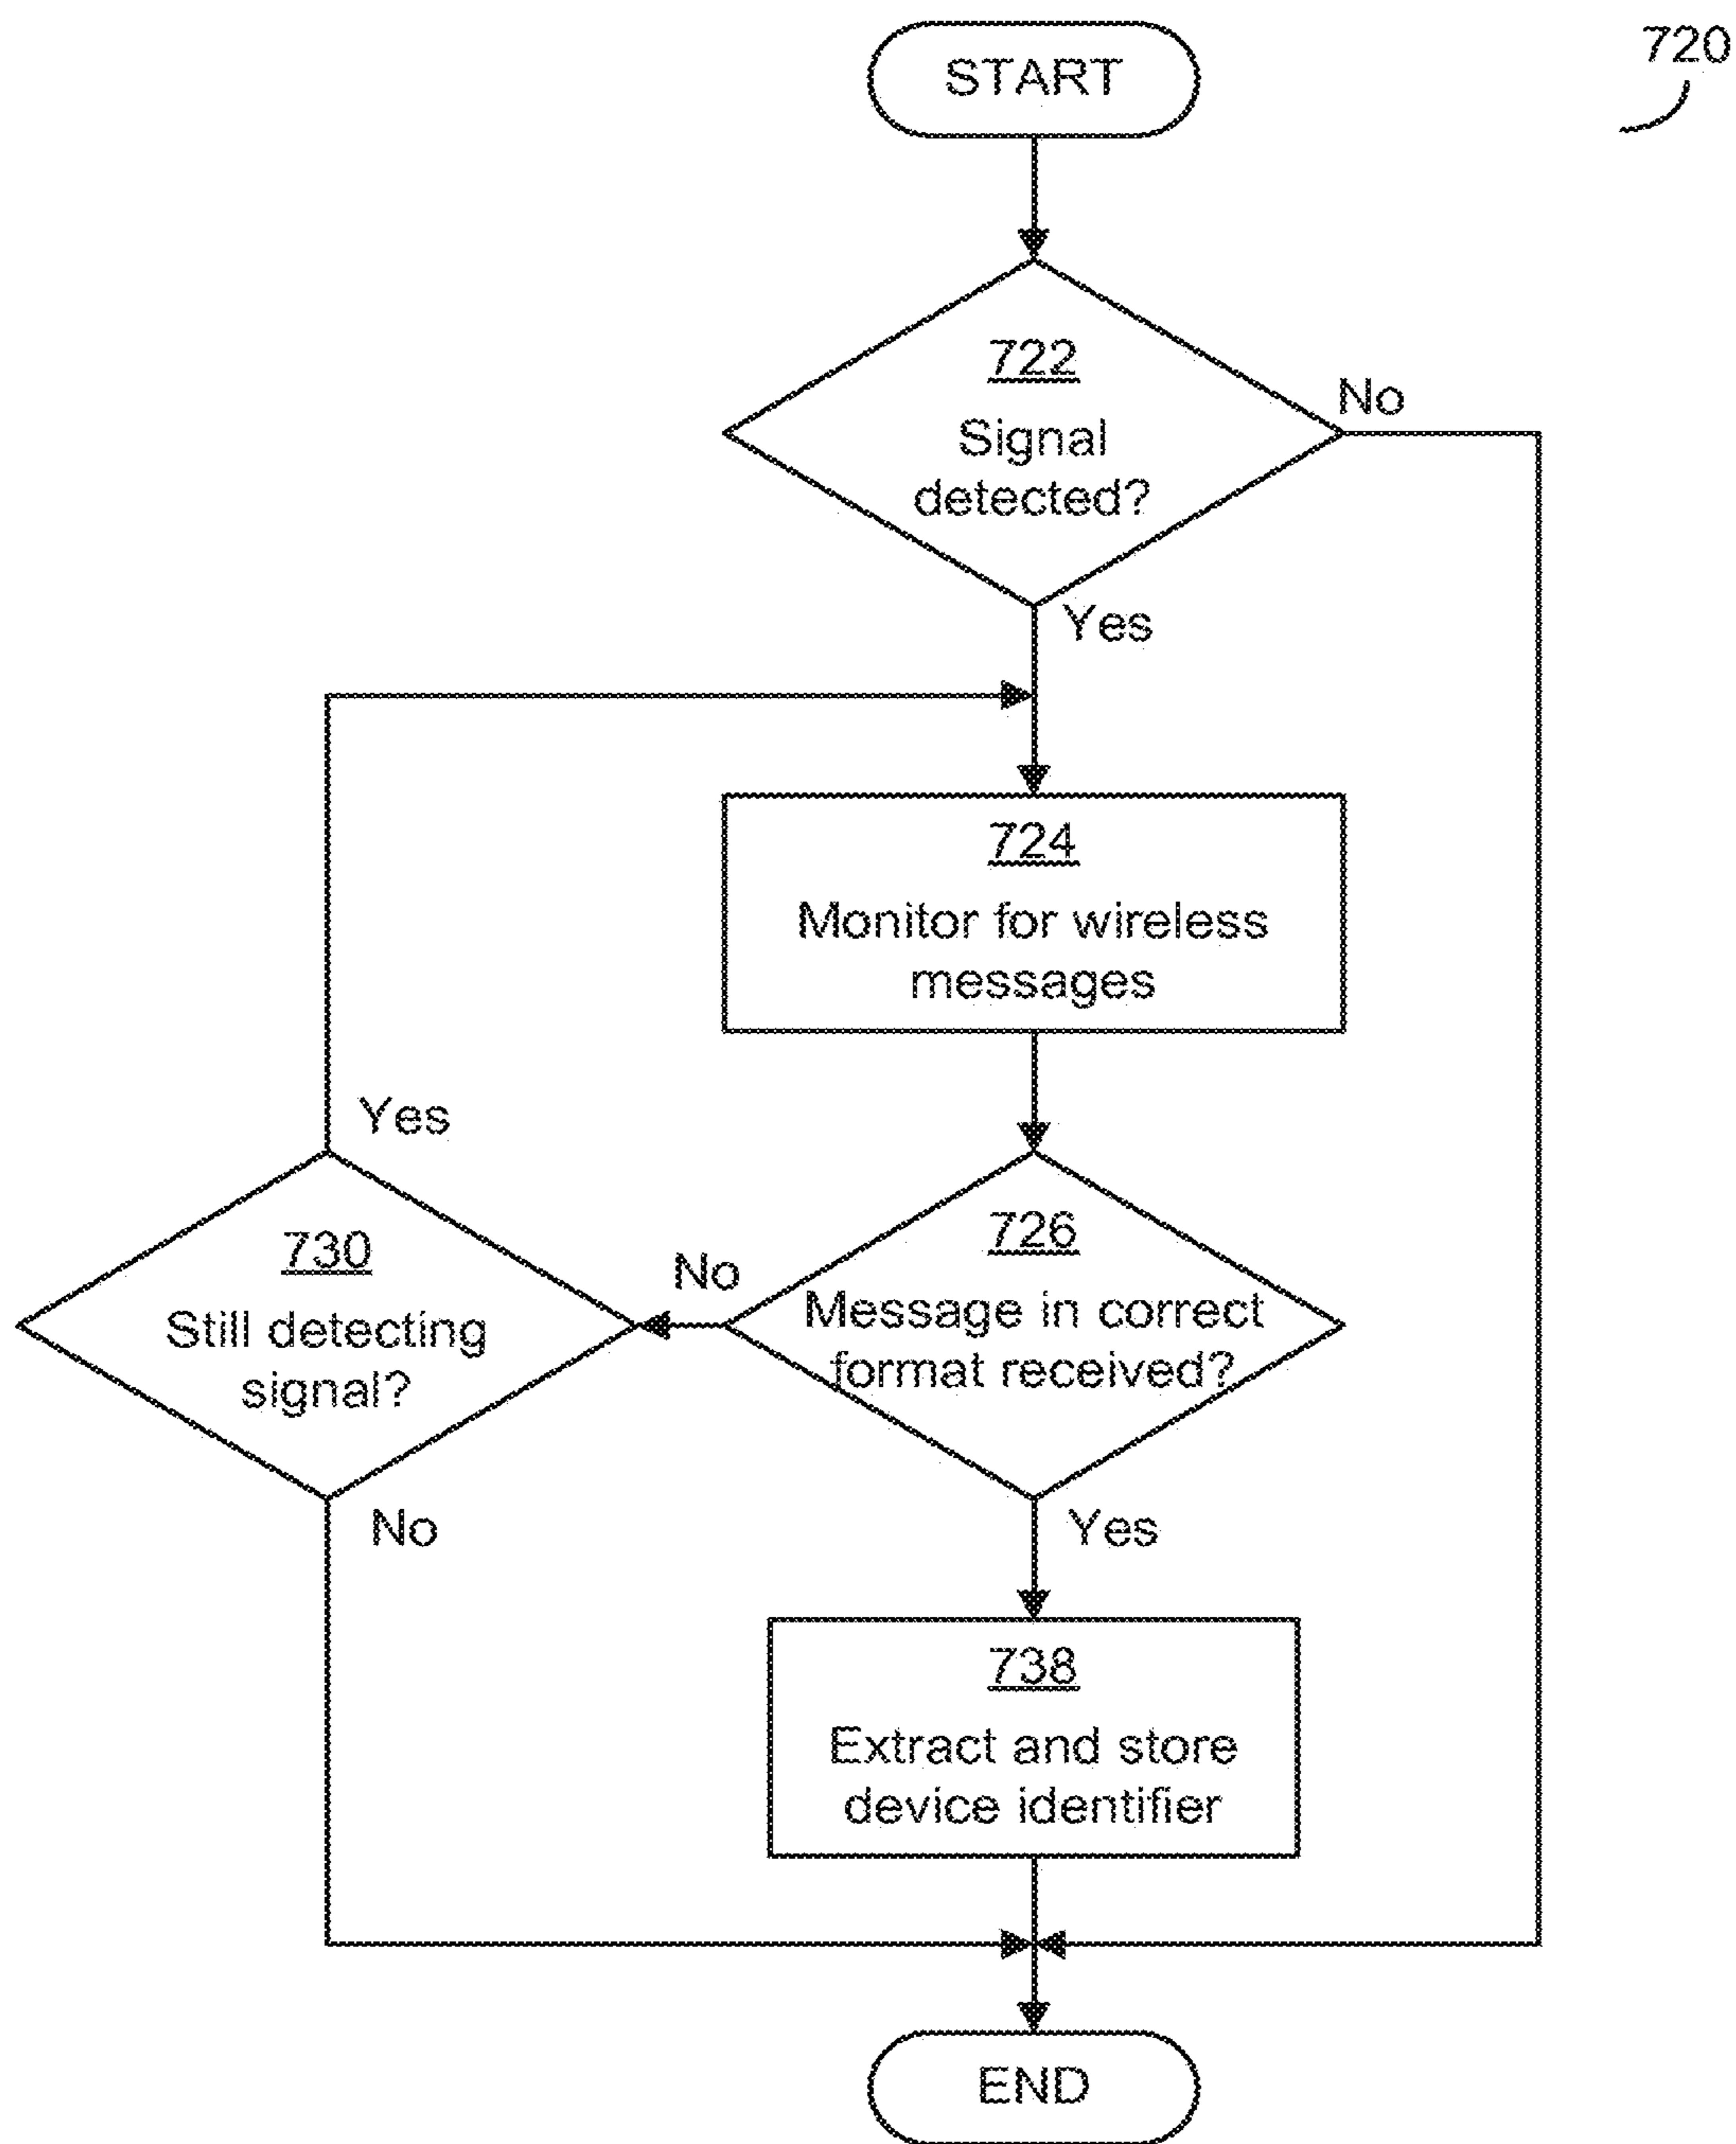 720
START
722
Signal
detected?
No
Yes
724
Monitor for wireless
messages
Yes
730
Still detecting
signal?
No
No
726
Message in correct
format received?
Yes
738
Extract and store
device identifier
END